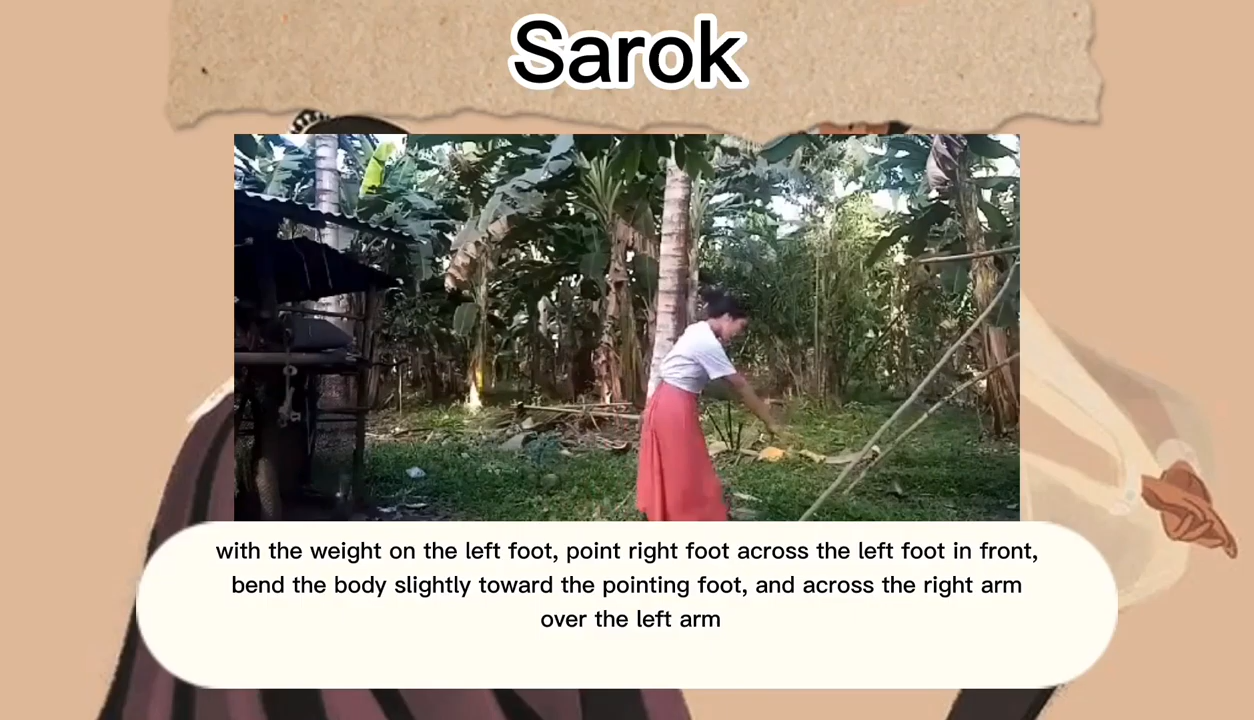 Sarok
with the weight on the left foot, point right foot across the left foot in front,
bend the body slightly toward the pointing foot, and across the right arm
over the left arm